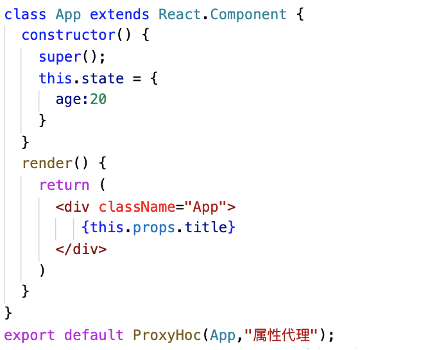 class App extends React.Component {
  constructor() {
    super();
    this.state = {
      age:20
    }
  }
  render() {
    return (
      <div className="App">
         {this.props.title}
      </div>
    )
  }
}
export default ProxyHoc(App,"属性代理");